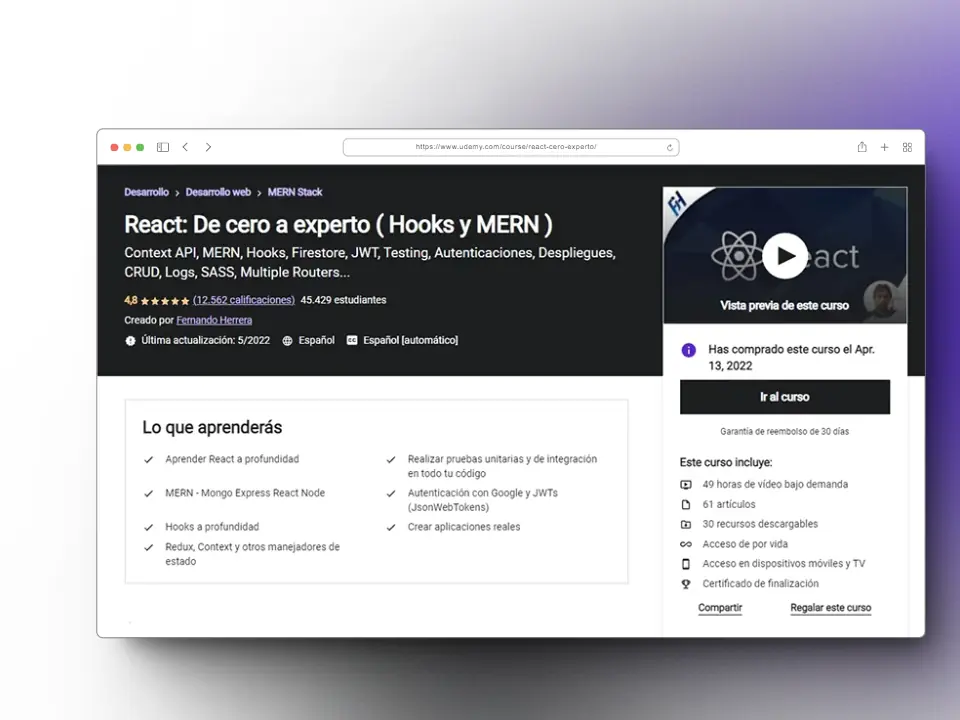 https://www.udemy.com/course/react-cero-experto/
Desarrollo > Desarrollo web > MERN Stack
React: De cero a experto ( Hooks y MERN )
Context API, MERN, Hooks, Firestore, JWT, Testing, Autenticaciones, Despliegues,
CRUD, Logs, SASS, Multiple Routers...
4,8 (12.562 calificaciones) 45.429 estudiantes
Creado por Fernando Herrera
Última actualización: 5/2022 Español CC Español [automático]
FH
React
Vista previa de este curso
Has comprado este curso el Apr.
13, 2022
Ir al curso
Garantía de reembolso de 30 días
Este curso incluye:
49 horas de vídeo bajo demanda
61 artículos
30 recursos descargables
Acceso de por vida
Acceso en dispositivos móviles y TV
Certificado de finalización
Compartir Regalar este curso
Lo que aprenderás
Aprender React a profundidad
MERN - Mongo Express React Node
Hooks a profundidad
Redux, Context y otros manejadores de
estado
Realizar pruebas unitarias y de integración
en todo tu código
Autenticación con Google y JWTs
(JsonWebTokens)
Crear aplicaciones reales